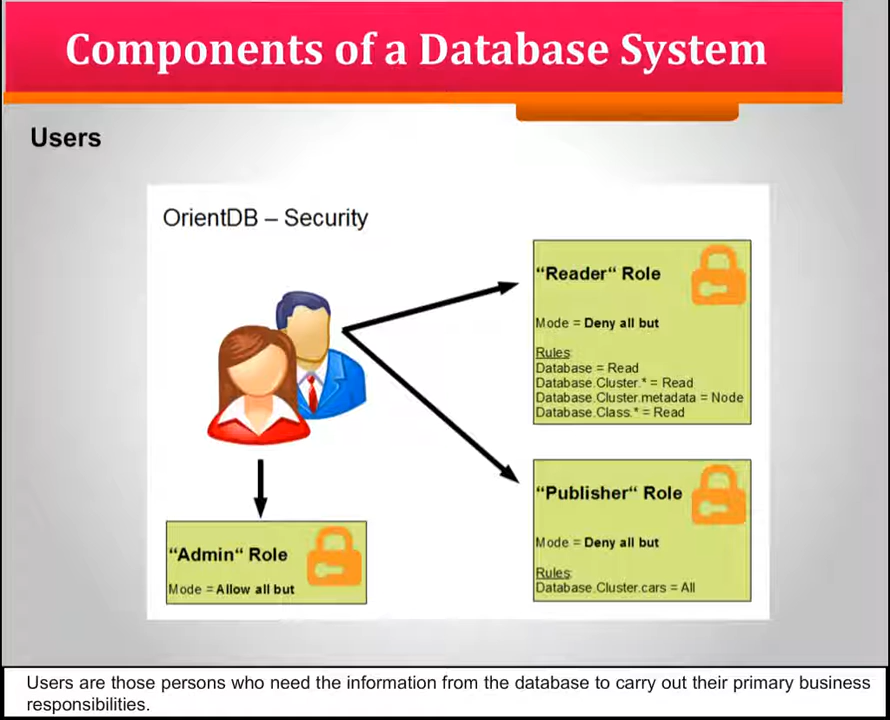 Components of a Database System
Users
OrientDB – Security
“Reader“ Role
Mode = Deny all but
Rules:
Database = Read
Database.Cluster.* = Read
Database.Cluster.metadata = Node
Database.Class.* = Read
“Publisher“ Role
Mode = Deny all but
Rules:
Database.Cluster.cars = All
“Admin“ Role
Mode = Allow all but
Users are those persons who need the information from the database to carry out their primary business
responsibilities.